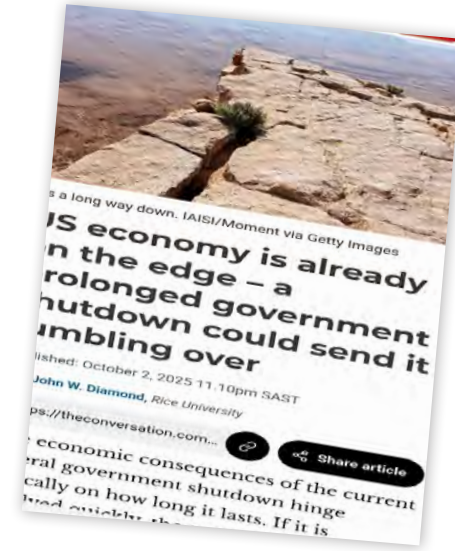 s a long way down. IAISI/Moment via Getty Images
US economy is already
n the edge – a
rolonged government
hutdown could send it
umbling over
ished: October 2, 2025 11.10pm SAST
John W. Diamond, Rice University
ps://theconversation.com...
Share article
economic consequences of the current
eral government shutdown hinge
cally on how long it lasts. If it is
quickly,